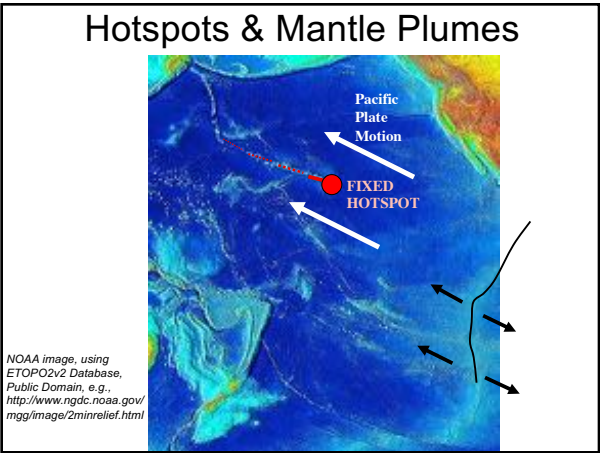 Hotspots & Mantle Plumes
Pacific
Plate
Motion
FIXED
HOTSPOT
NOAA image, using
ETOPO2v2 Database,
Public Domain, e.g.,
http://www.ngdc.noaa.gov/
mgg/image/2minrelief.html